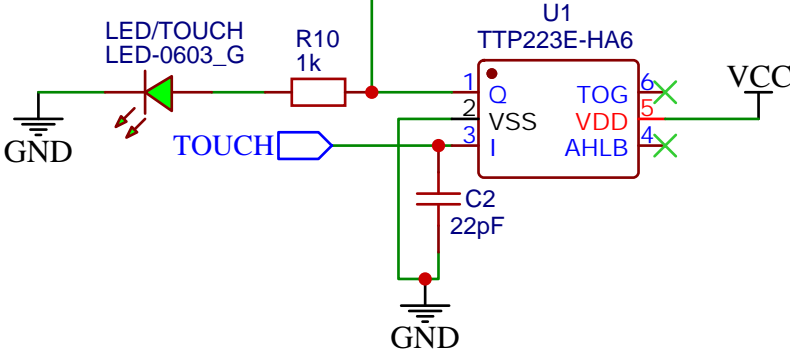 U1
TTP223E-HA6
LED/TOUCH
LED-0603_G
R10
1k
1 Q TOG 6
2 VSS VDD 5
3 I AHLB 4
VCC
GND
TOUCH
C2
22pF
GND